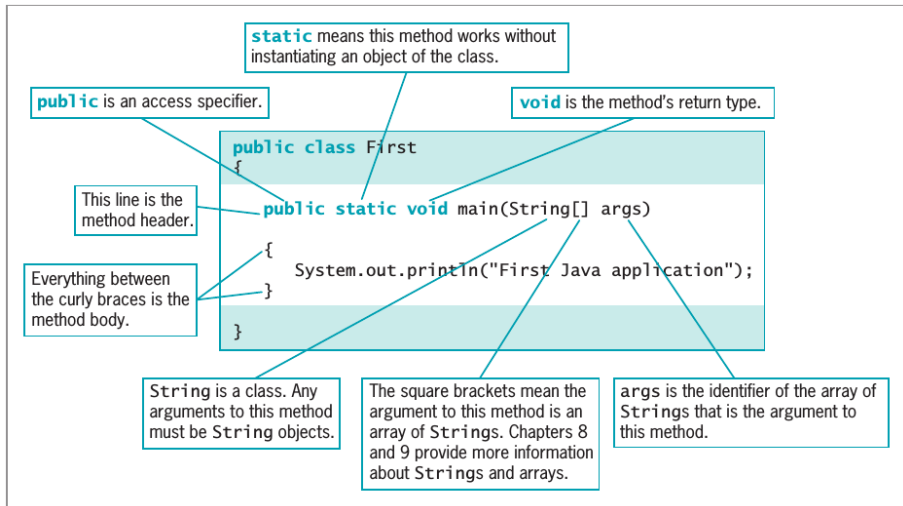 static means this method works without
instantiating an object of the class.
public is an access specifier.
void is the method's return type.
public class First
{
This line is the
method header.
public static void main(String[] args)
{
System.out.println("First Java application");
}
Everything between
the curly braces is the
method body.
}
String is a class. Any
arguments to this method
must be String objects.
The square brackets mean the
argument to this method is an
array of Strings. Chapters 8
and 9 provide more information
about Strings and arrays.
args is the identifier of the array of
Strings that is the argument to
this method.